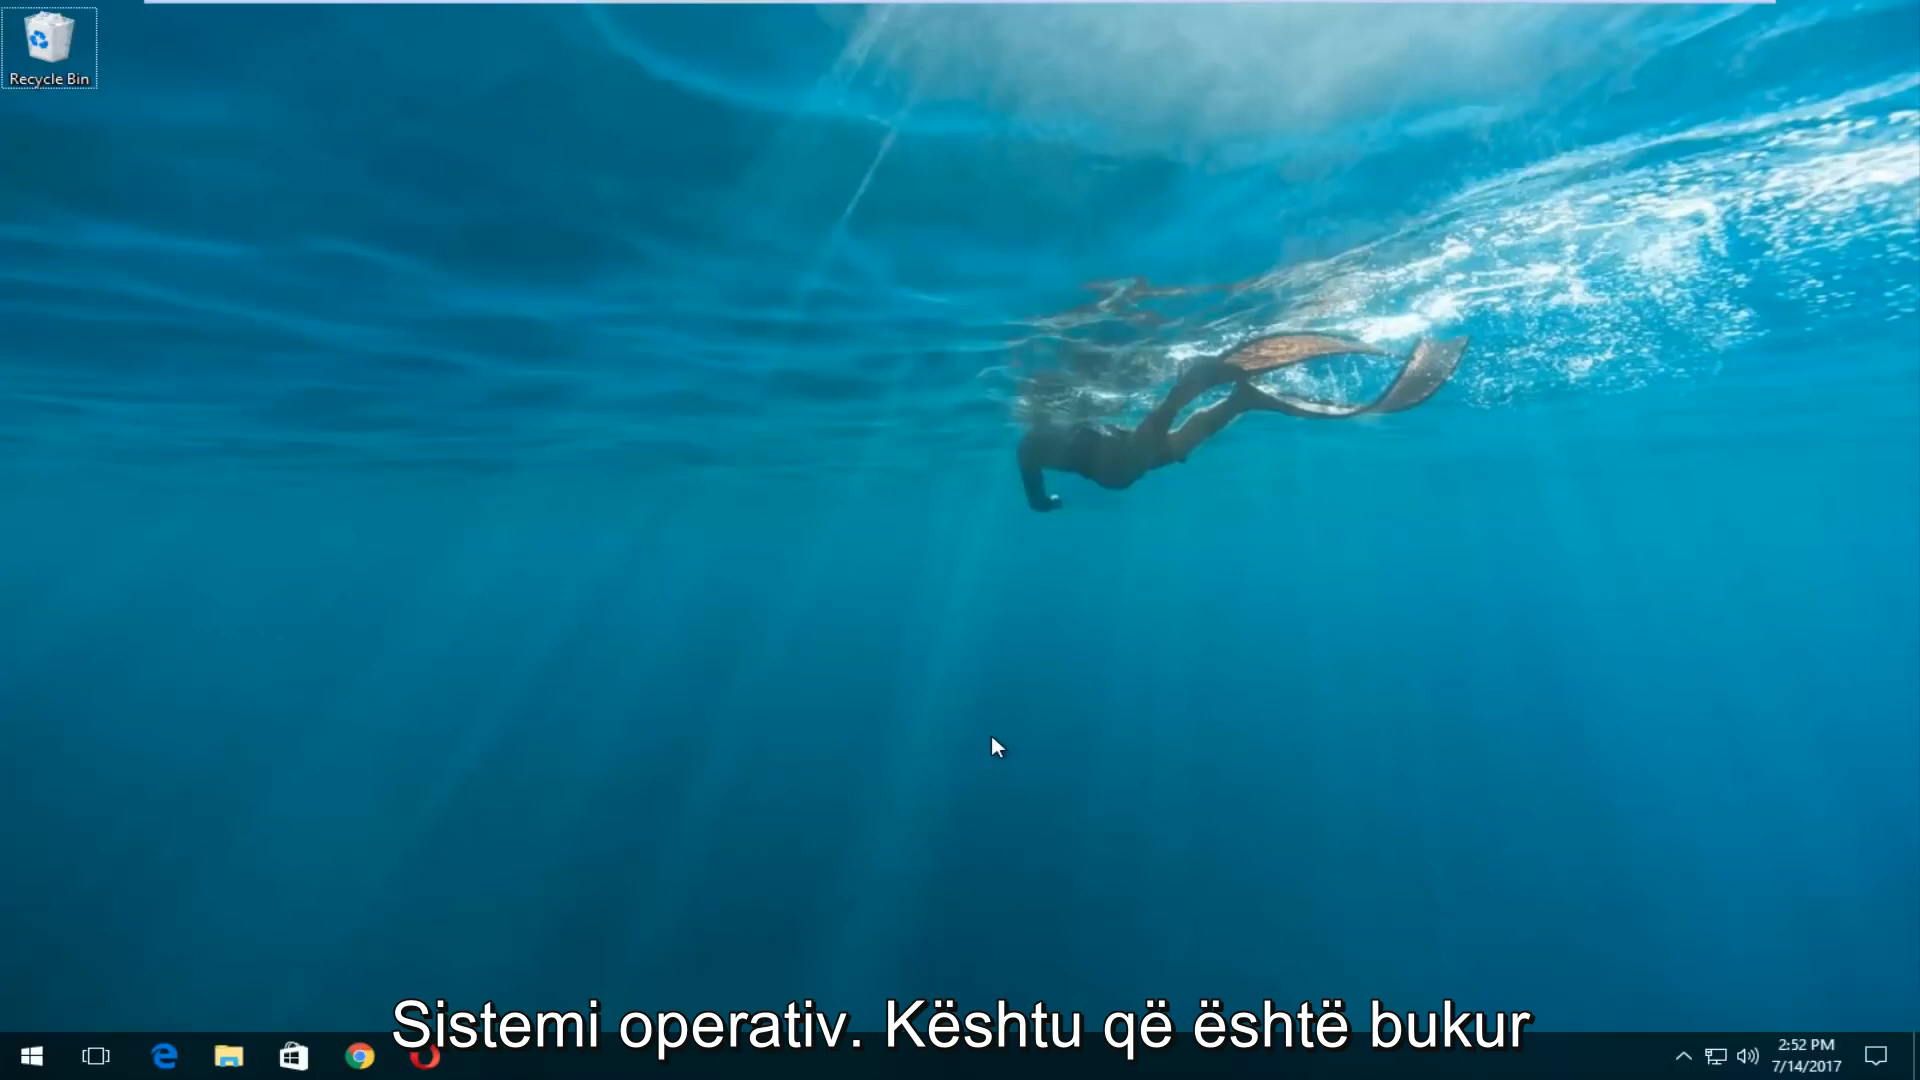 Recycle Bin
Sistemi operativ. Kështu që është bukur
2:52 PM
7/14/2017